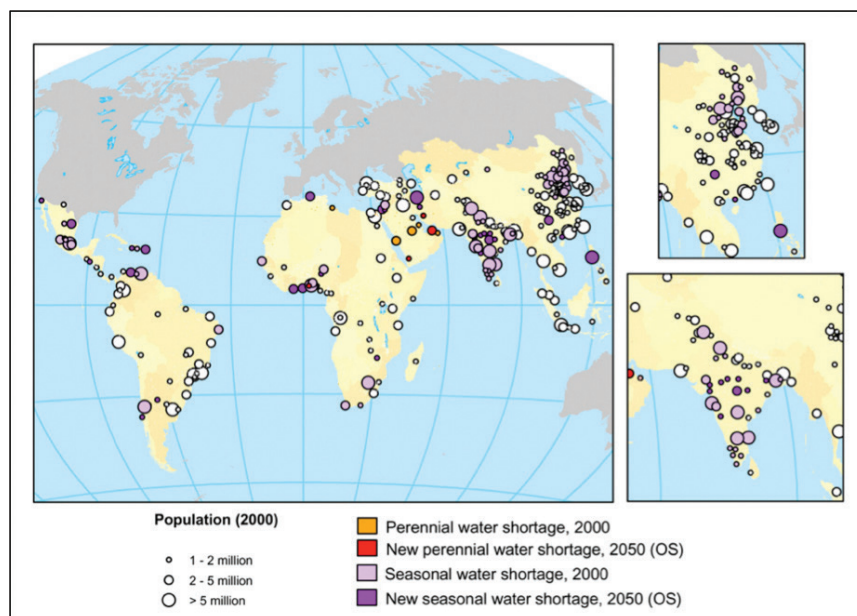 Population (2000)
1 - 2 million
2 - 5 million
> 5 million
Perennial water shortage, 2000
New perennial water shortage, 2050 (OS)
Seasonal water shortage, 2000
New seasonal water shortage, 2050 (OS)